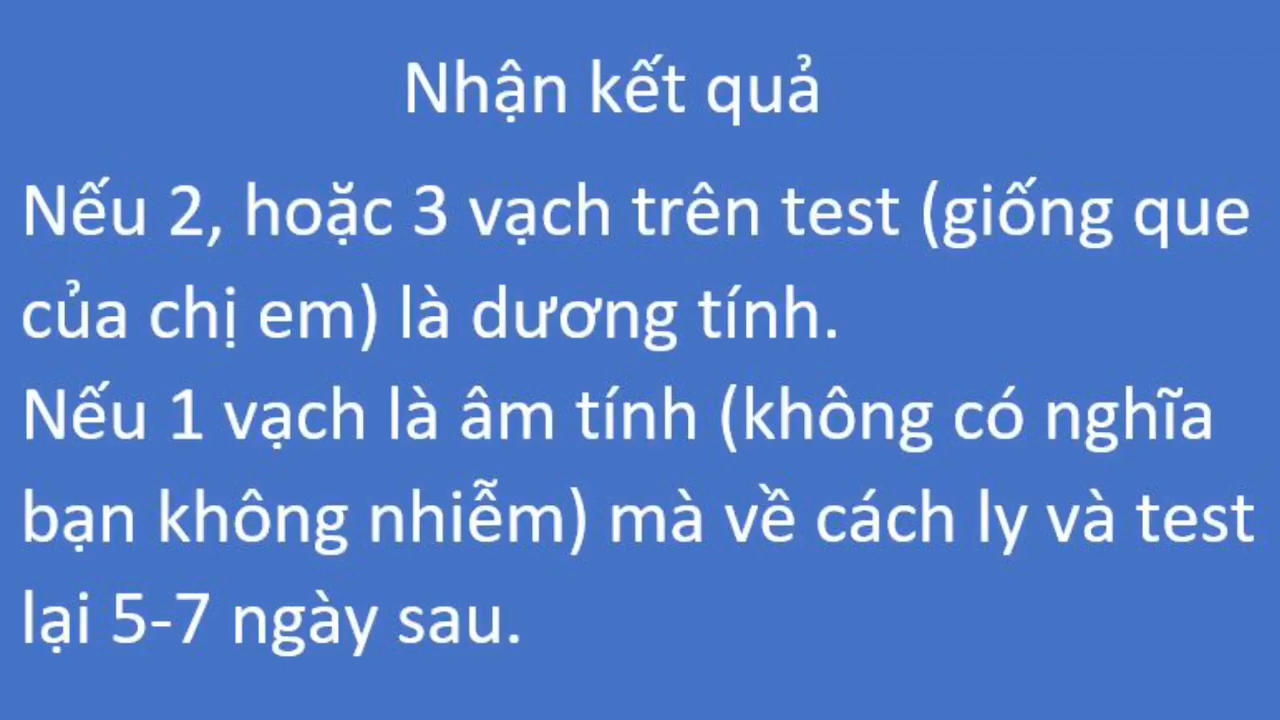 Nhận kết quả
Nếu 2, hoặc 3 vạch trên test (giống que
của chị em) là dương tính.
Nếu 1 vạch là âm tính (không có nghĩa
bạn không nhiễm) mà về cách ly và test
lại 5-7 ngày sau.